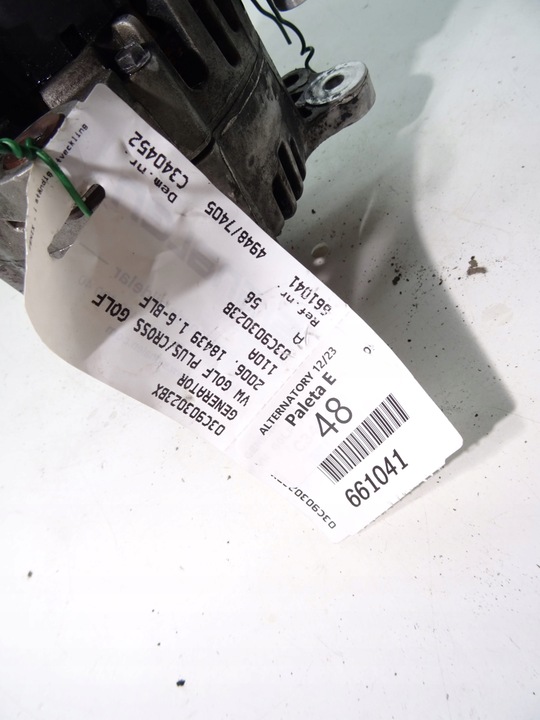 Dem.nr.
C340452
4948/7405
Ref.nr.
661041
A 56
03C903023B
110A
2006 18439 1.6-BLF
VW GOLF PLUS/CROSS GOLF
GENERATOR
03C903023BX
ALTERNATORY 12/23
Paleta E
48
661041